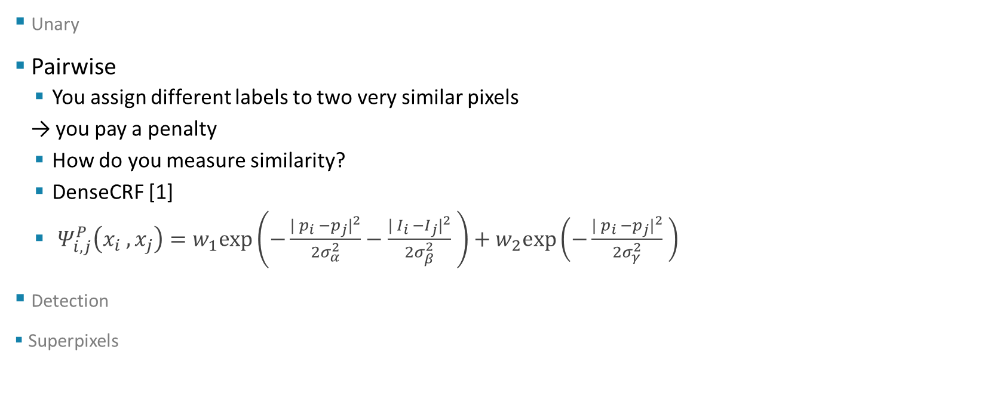 ▪ Unary
▪ Pairwise
▪ You assign different labels to two very similar pixels
→ you pay a penalty
▪ How do you measure similarity?
▪ DenseCRF [1]
▪ $\Psi_{i,j}^{P}(x_i, x_j) = w_1 \exp\left(-\frac{|p_i - p_j|^2}{2\sigma_\alpha^2} - \frac{|I_i - I_j|^2}{2\sigma_\beta^2}\right) + w_2 \exp\left(-\frac{|p_i - p_j|^2}{2\sigma_\gamma^2}\right)$
▪ Detection
▪ Superpixels